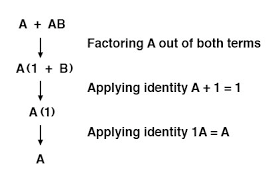 A + AB
Factoring A out of both terms
A(1 + B)
Applying identity A + 1 = 1
A(1)
Applying identity 1A = A
A